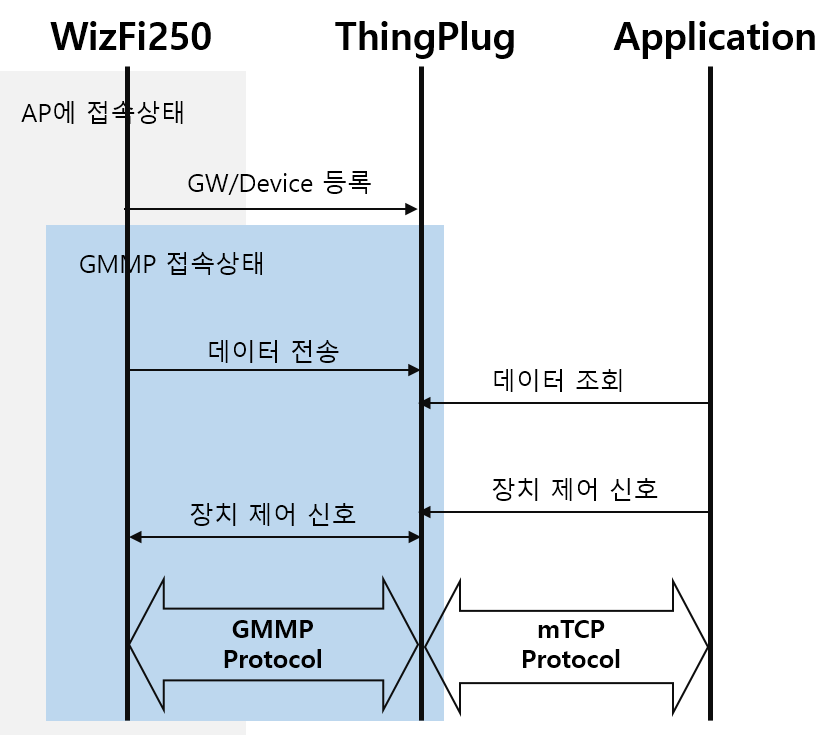 WizFi250
ThingPlug
Application
AP에 접속상태
GW/Device 등록
GMMP 접속상태
데이터 전송
데이터 조회
장치 제어 신호
장치 제어 신호
GMMP
Protocol
mTCP
Protocol